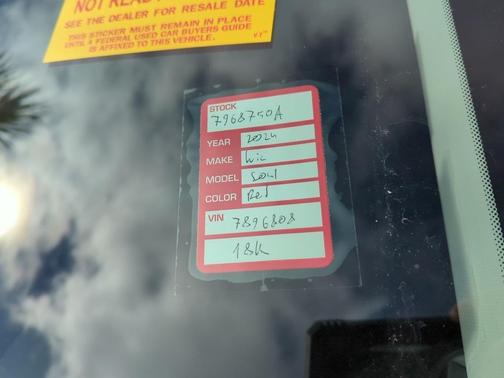 NOT READY
SEE THE DEALER FOR RESALE DATE
THIS STICKER MUST REMAIN IN PLACE
UNTIL A FEDERAL USED CAR BUYERS GUIDE
IS AFFIXED TO THIS VEHICLE.
STOCK
7968750A
YEAR 2024
MAKE
MODEL Soul
COLOR Red
VIN 7896808
18K